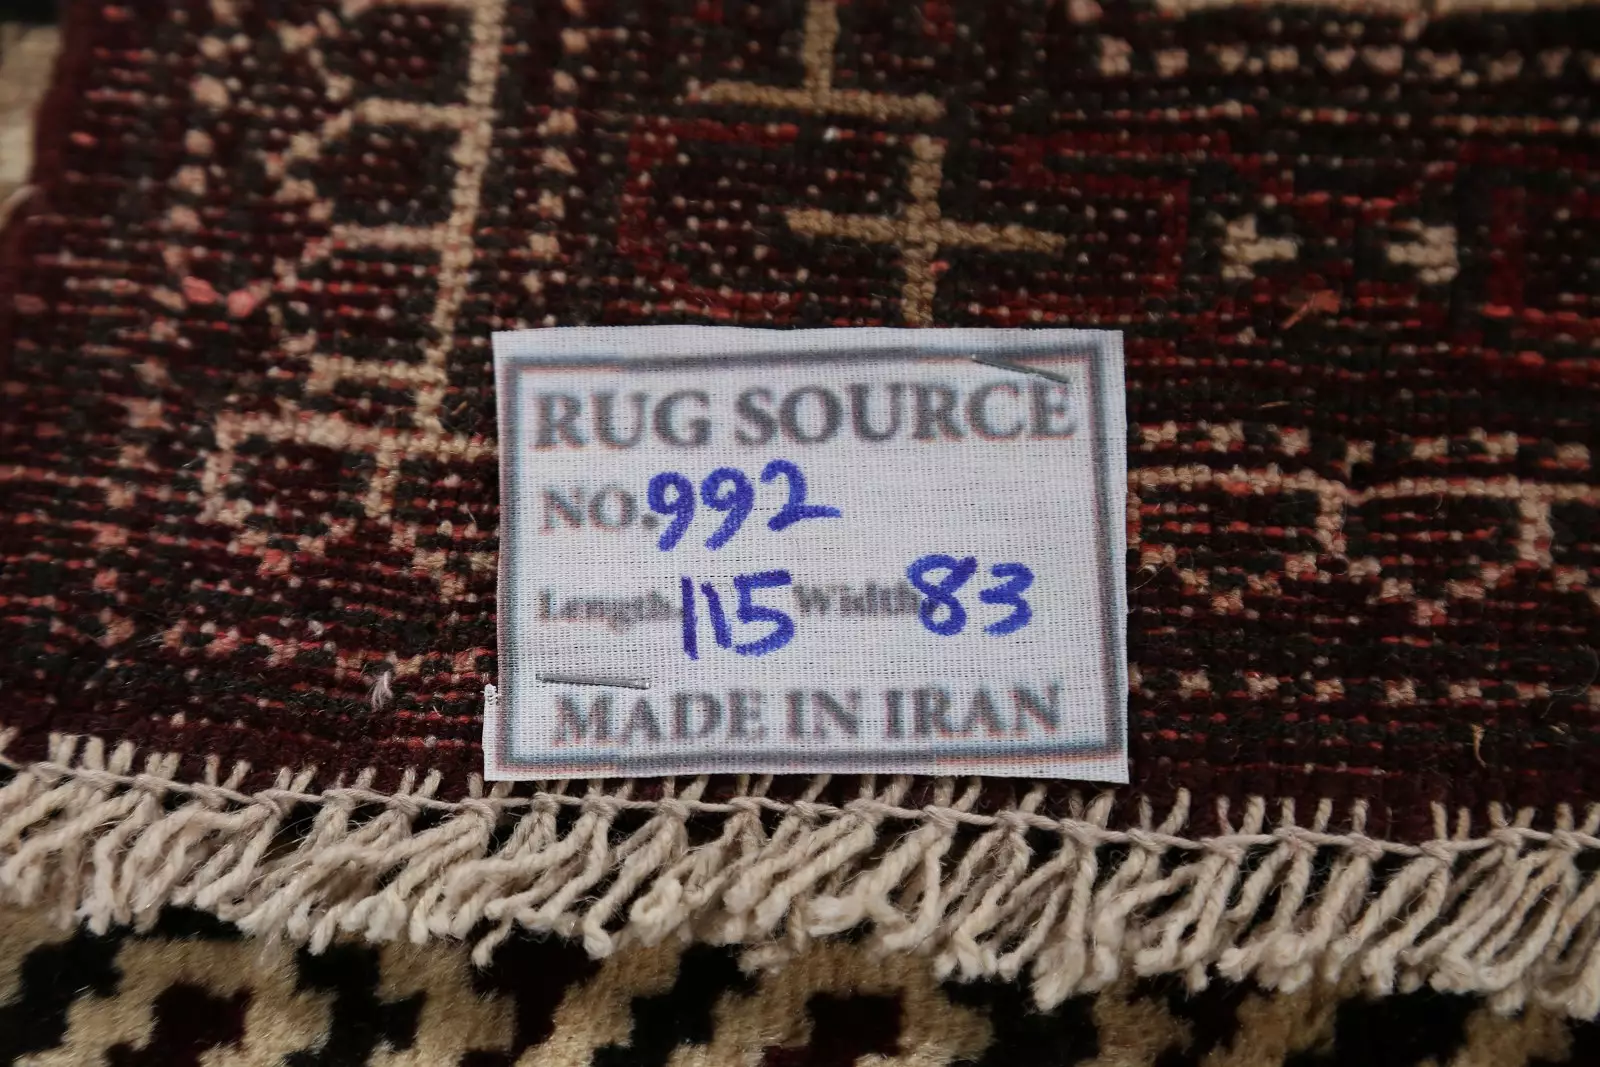 RUG SOURCE
NO. 992
Length 115 Width 83
MADE IN IRAN